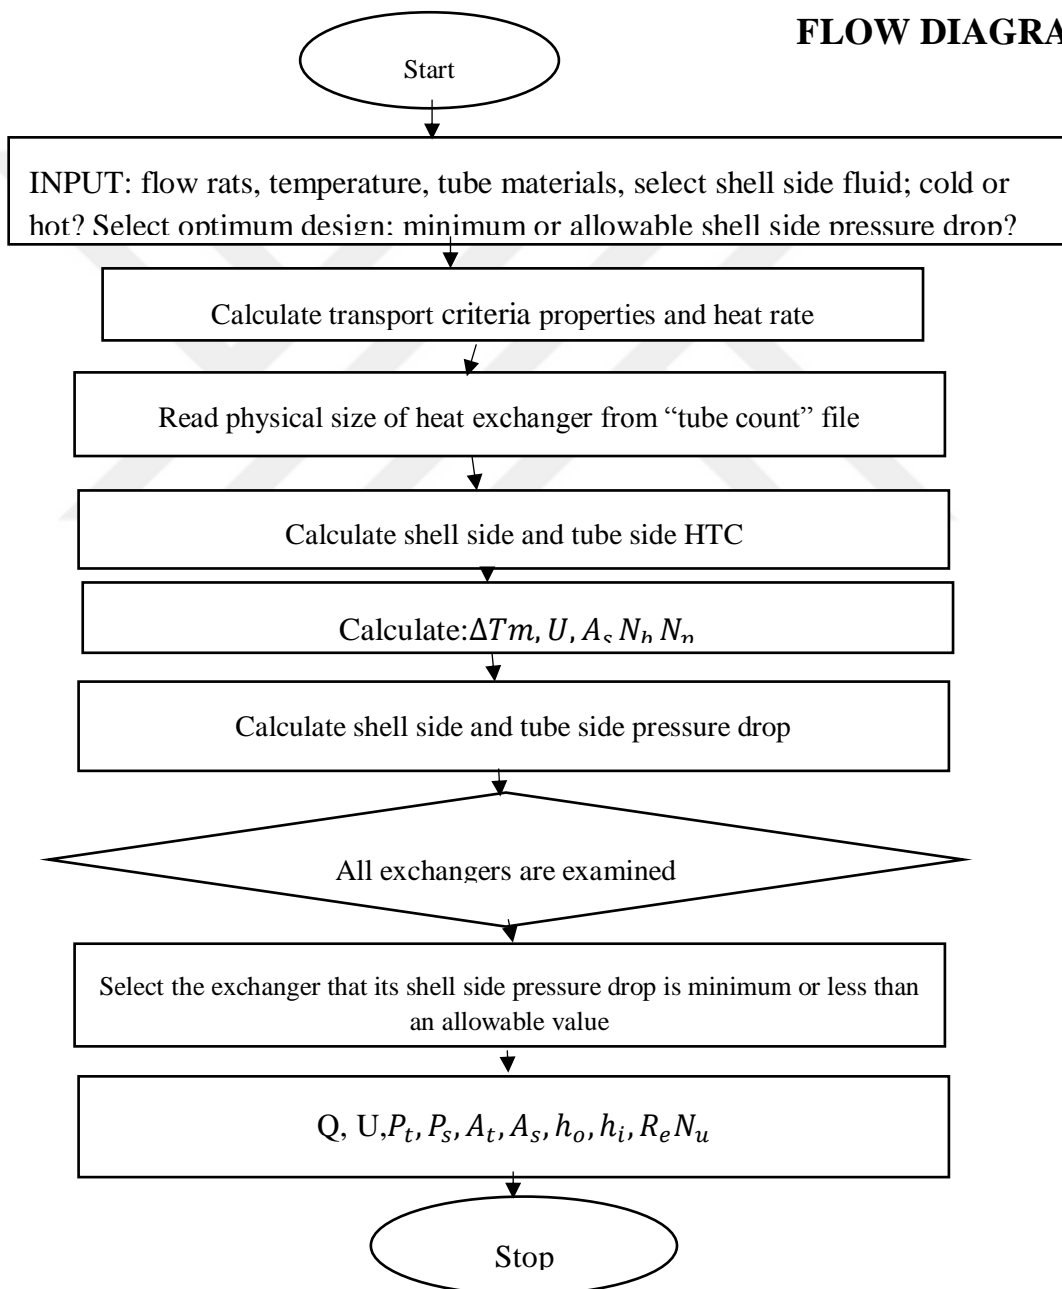 FLOW DIAGRA
Start
INPUT: flow rats, temperature, tube materials, select shell side fluid; cold or
hot? Select optimum design: minimum or allowable shell side pressure drop?
Calculate transport criteria properties and heat rate
Read physical size of heat exchanger from “tube count” file
Calculate shell side and tube side HTC
Calculate:ΔTm, U, A_s N_b N_p
Calculate shell side and tube side pressure drop
All exchangers are examined
Select the exchanger that its shell side pressure drop is minimum or less than
an allowable value
Q, U,P_t, P_s, A_t, A_s, h_o, h_i, R_e N_u
Stop